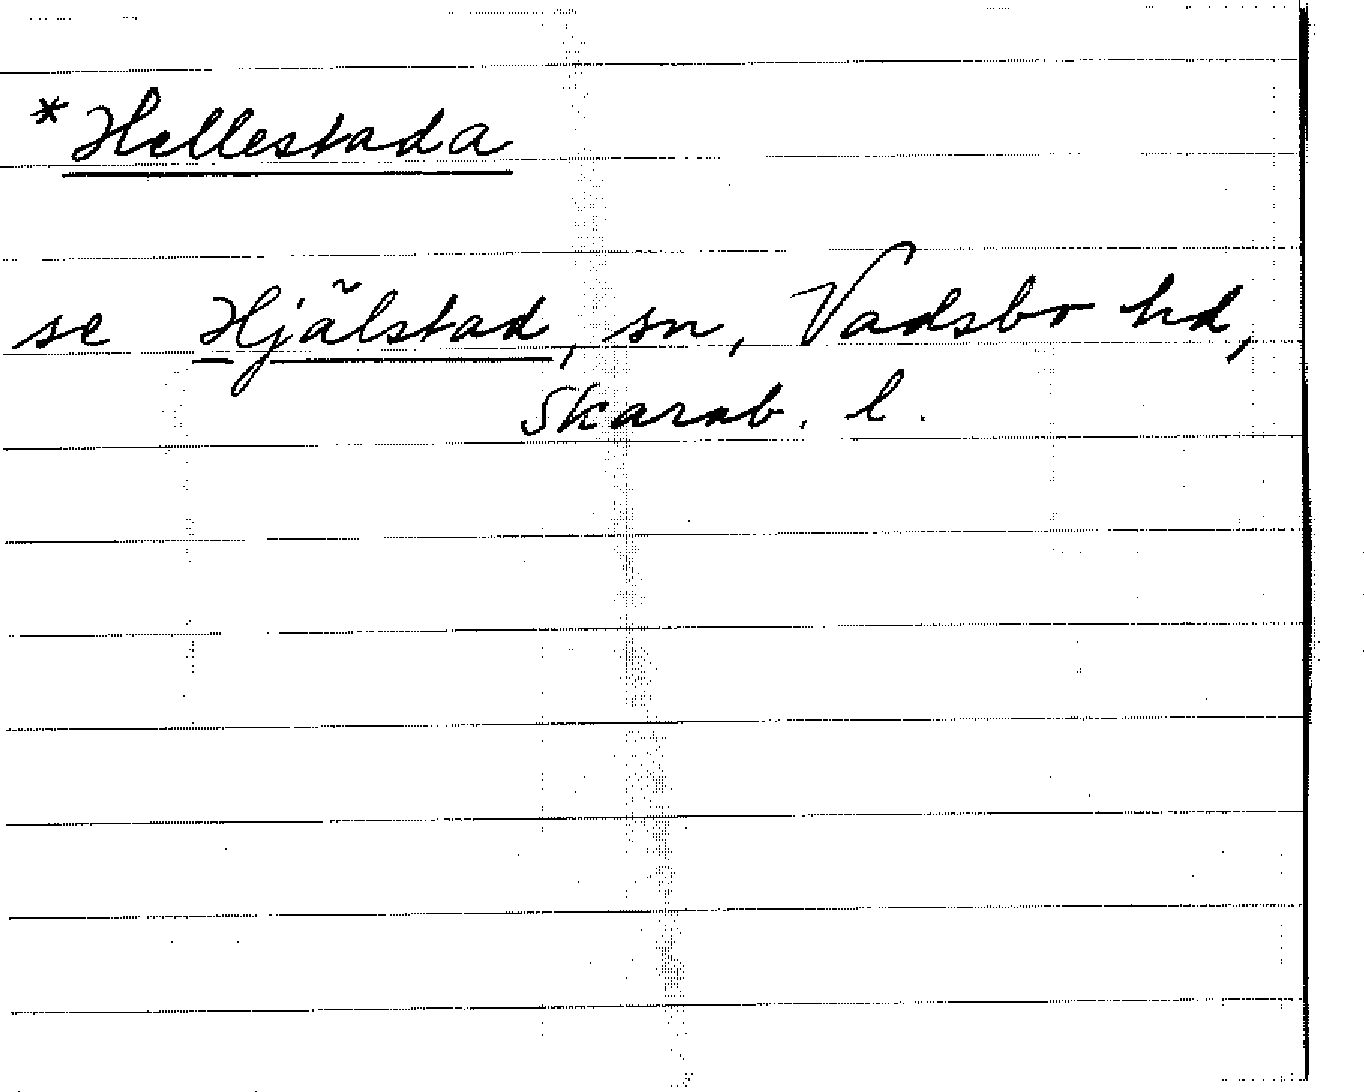 *Hellestada
se Hjälstad, sn, Vadsbo hd,
Skarab. l.